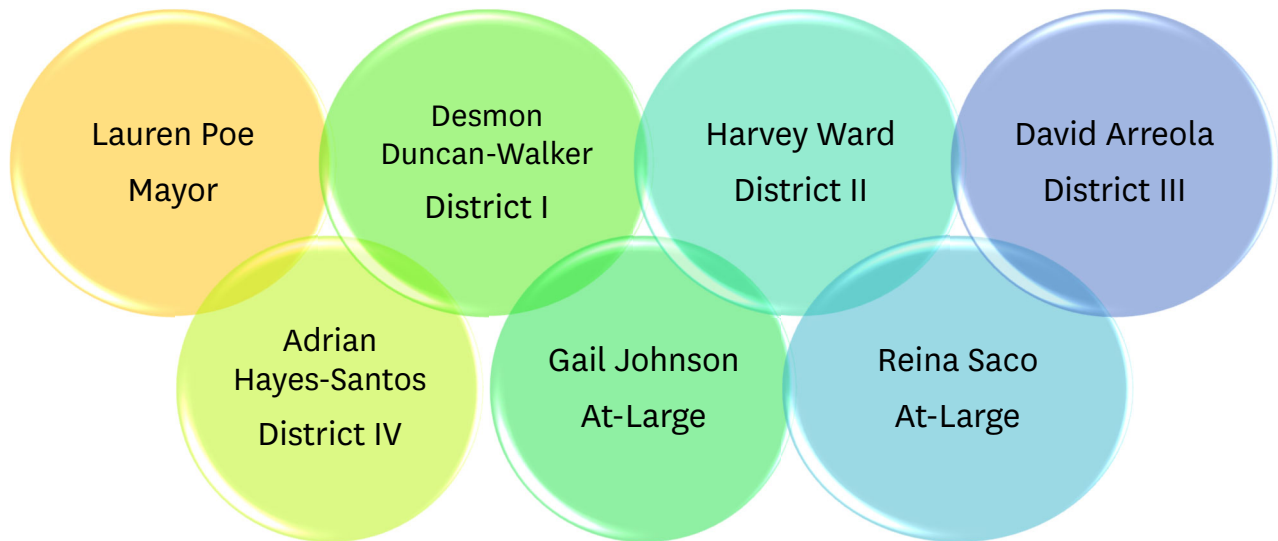 Lauren Poe
Mayor
Desmon
Duncan-Walker
District I
Harvey Ward
District II
David Arreola
District III
Adrian
Hayes-Santos
District IV
Gail Johnson
At-Large
Reina Saco
At-Large